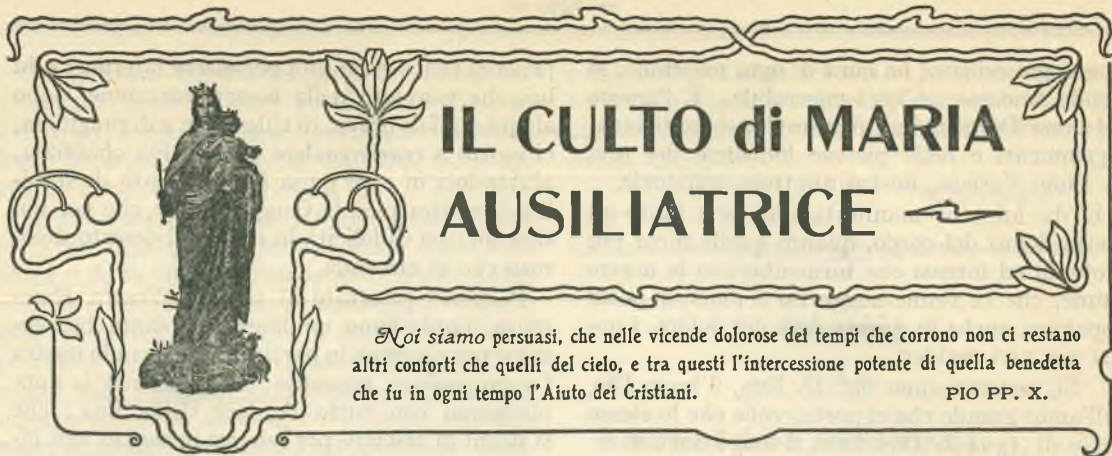 IL CULTO di MARIA
AUSILIATRICE
Noi siamo persuasi, che nelle vicende dolorose dei tempi che corrono non ci restano
altri conforti che quelli del cielo, e tra questi l'intercessione potente di quella benedetta
che fu in ogni tempo l'Aiuto dei Cristiani. PIO PP. X.